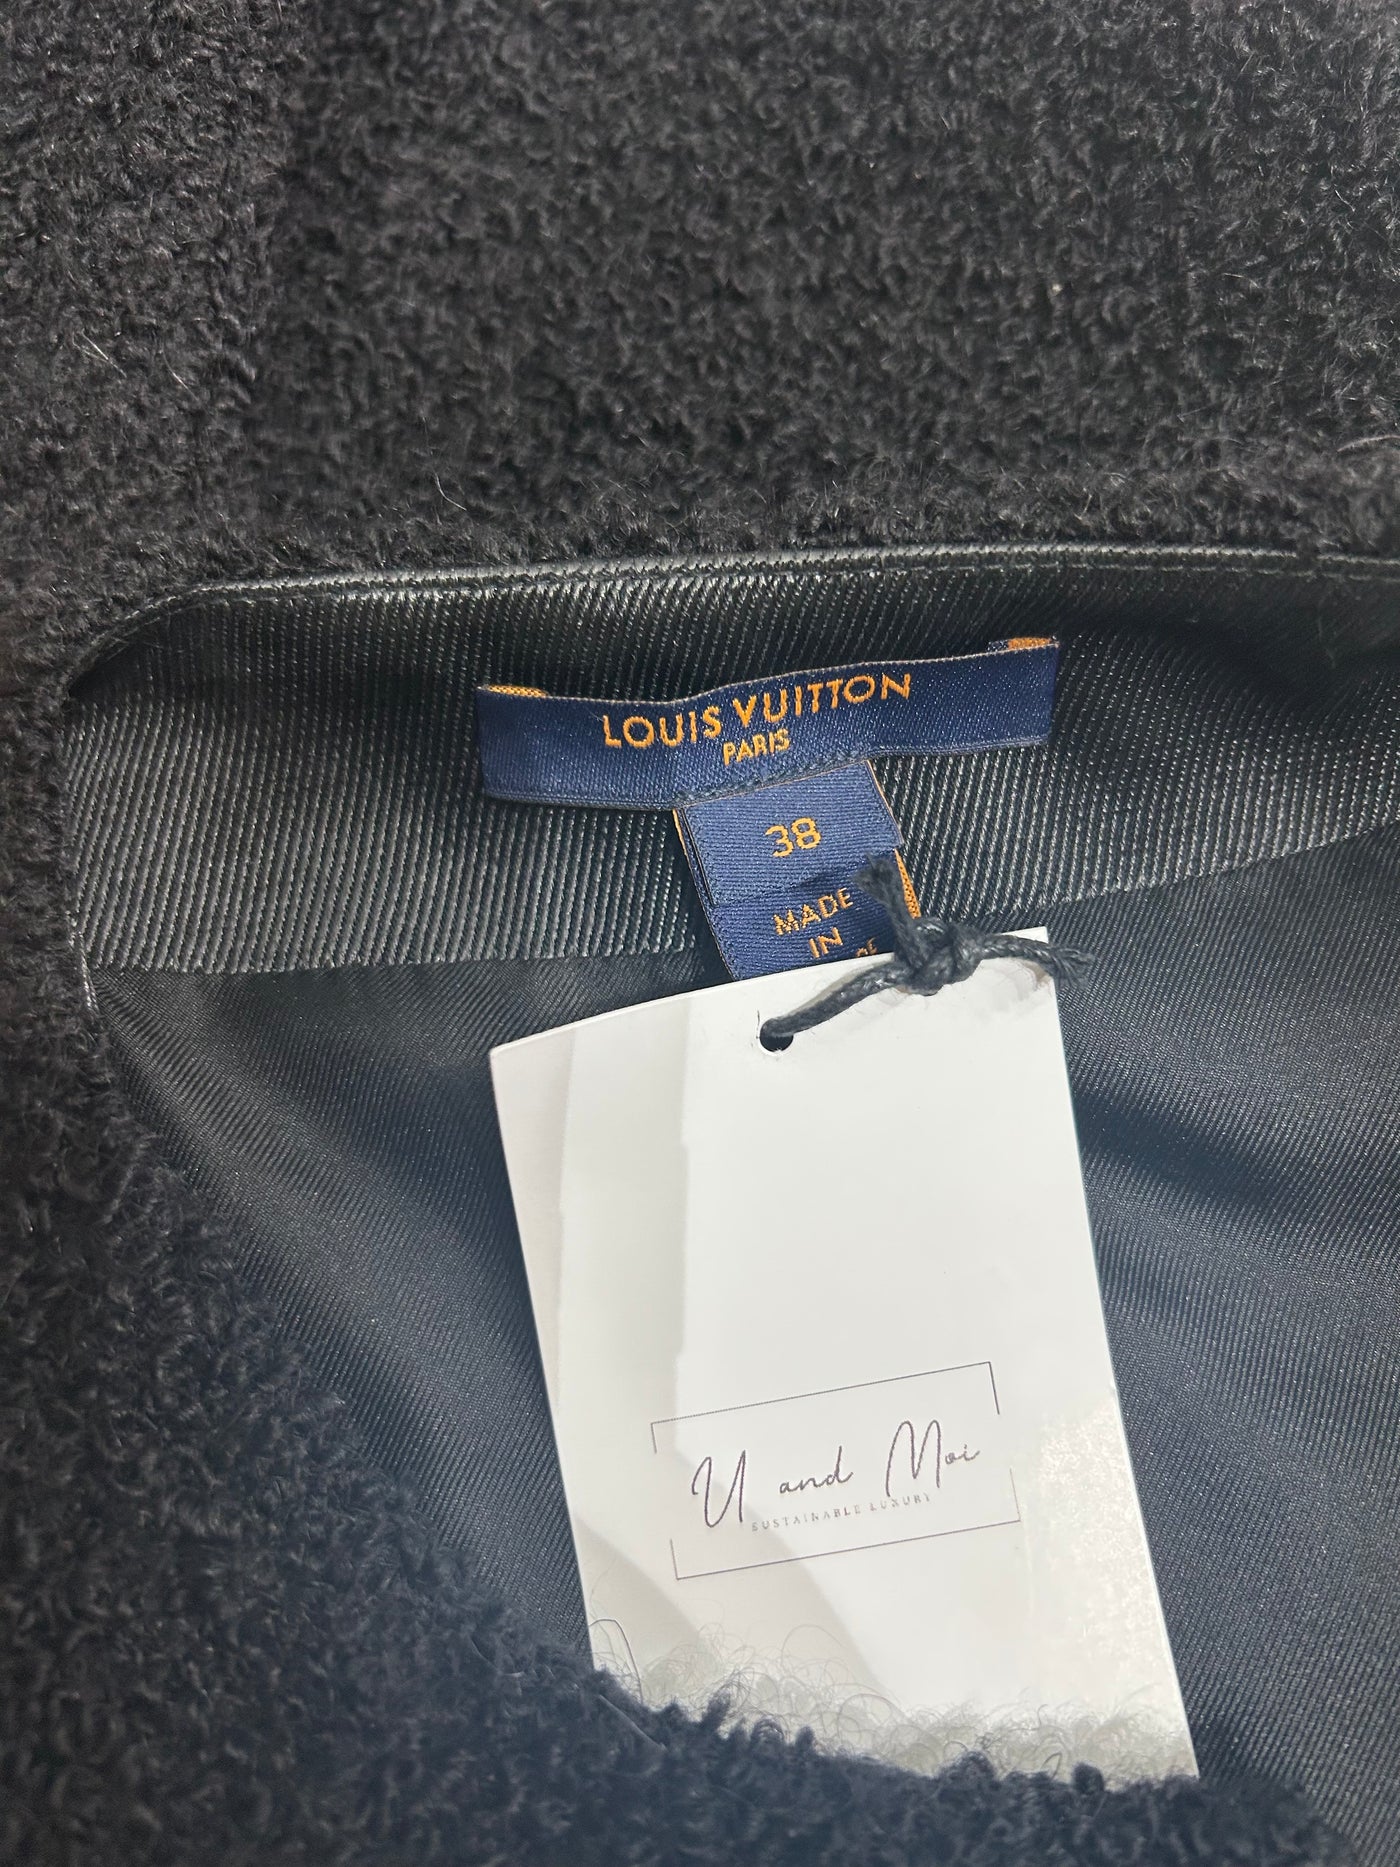 LOUIS VUITTON
PARIS
38
MADE
IN
U and Moi
SUSTAINABLE LUXURY